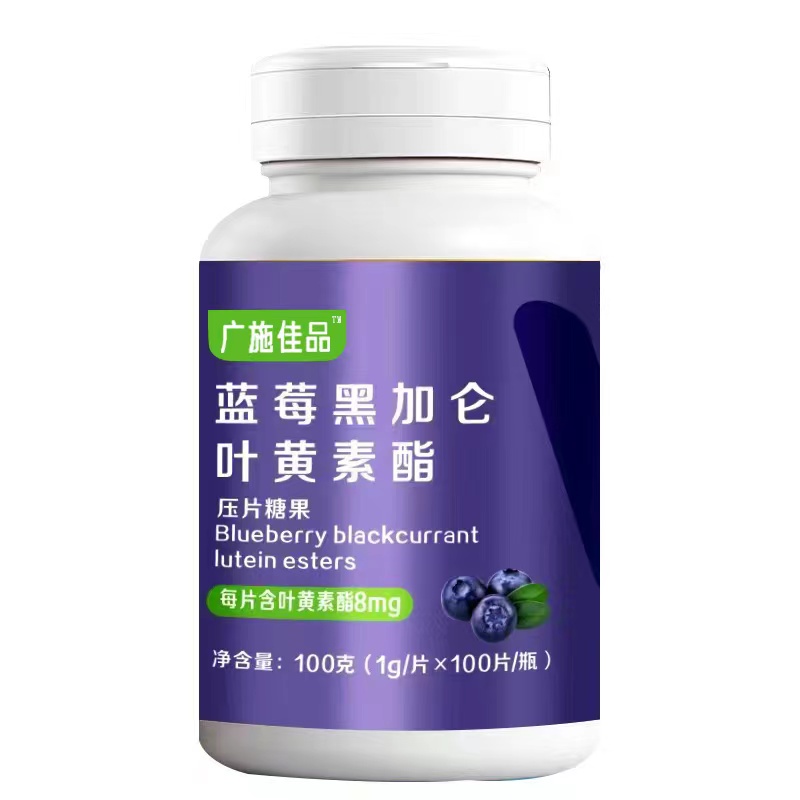 广施佳品™
蓝莓黑加仑
叶黄素酯
压片糖果
Blueberry blackcurrant
lutein esters
每片含叶黄素酯8mg
净含量：100克（1g/片×100片/瓶）